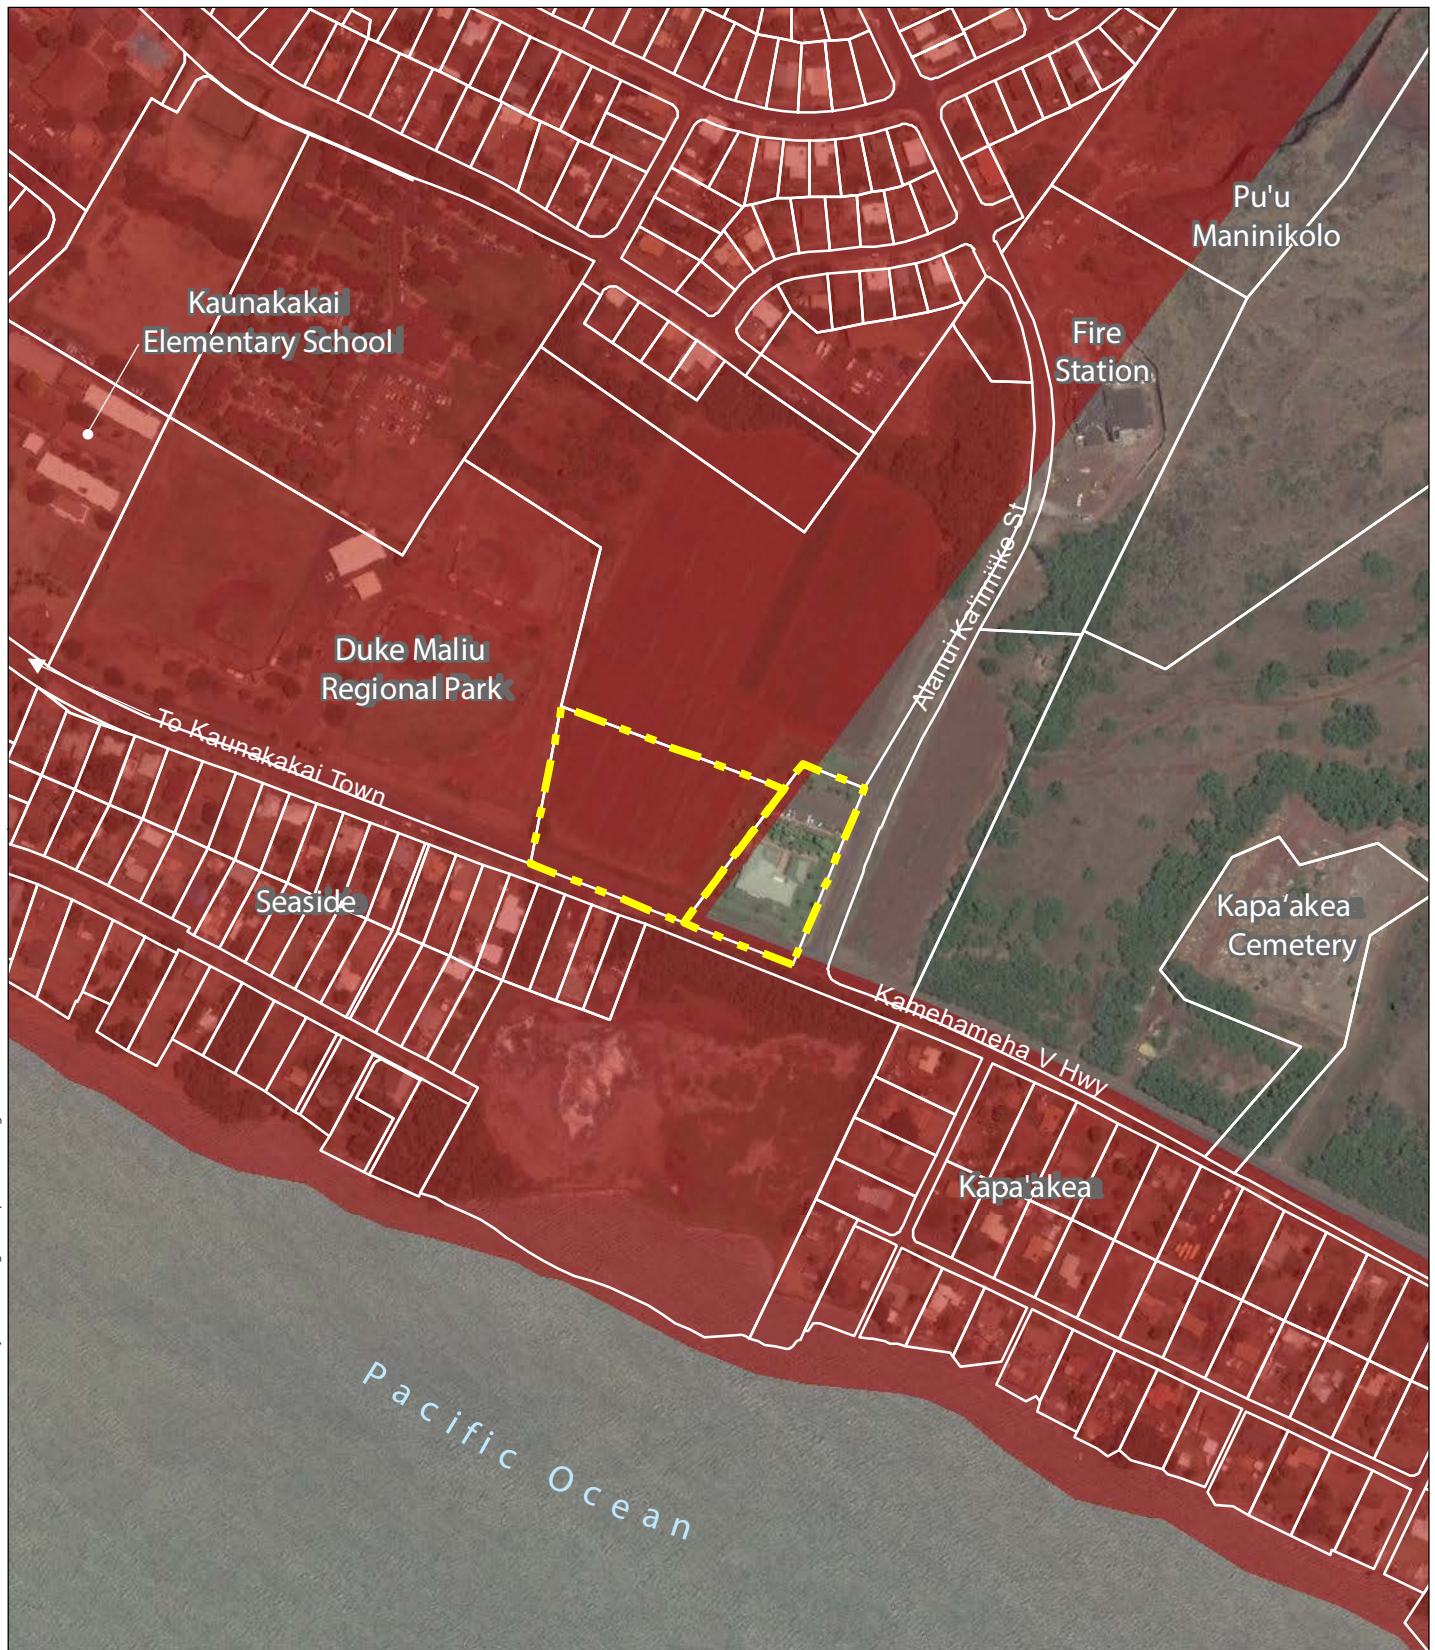 Pu'u
Maninikolo
Kaunakakai
Elementary School
Fire
Station
Alanui Ka'imi'ike St
Duke Maliu
Regional Park
To Kaunakakai Town
Seaside
Kapa‘akea
Cemetery
Kamehameha V Hwy
Kapa'akea
Pacific Ocean